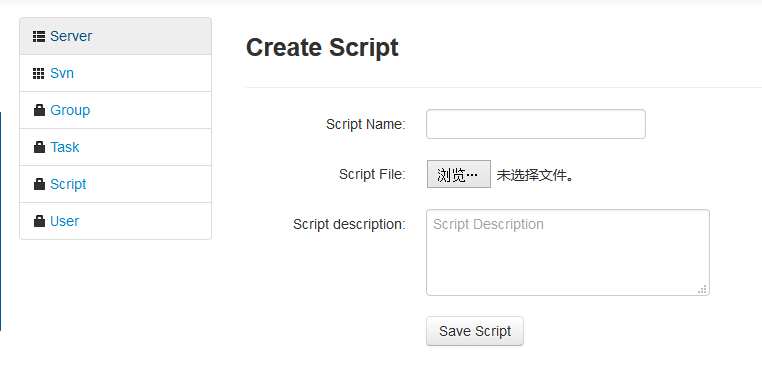 Server
Svn
Group
Task
Script
User
Create Script
Script Name:
Script File: 浏览… 未选择文件。
Script description: Script Description
Save Script